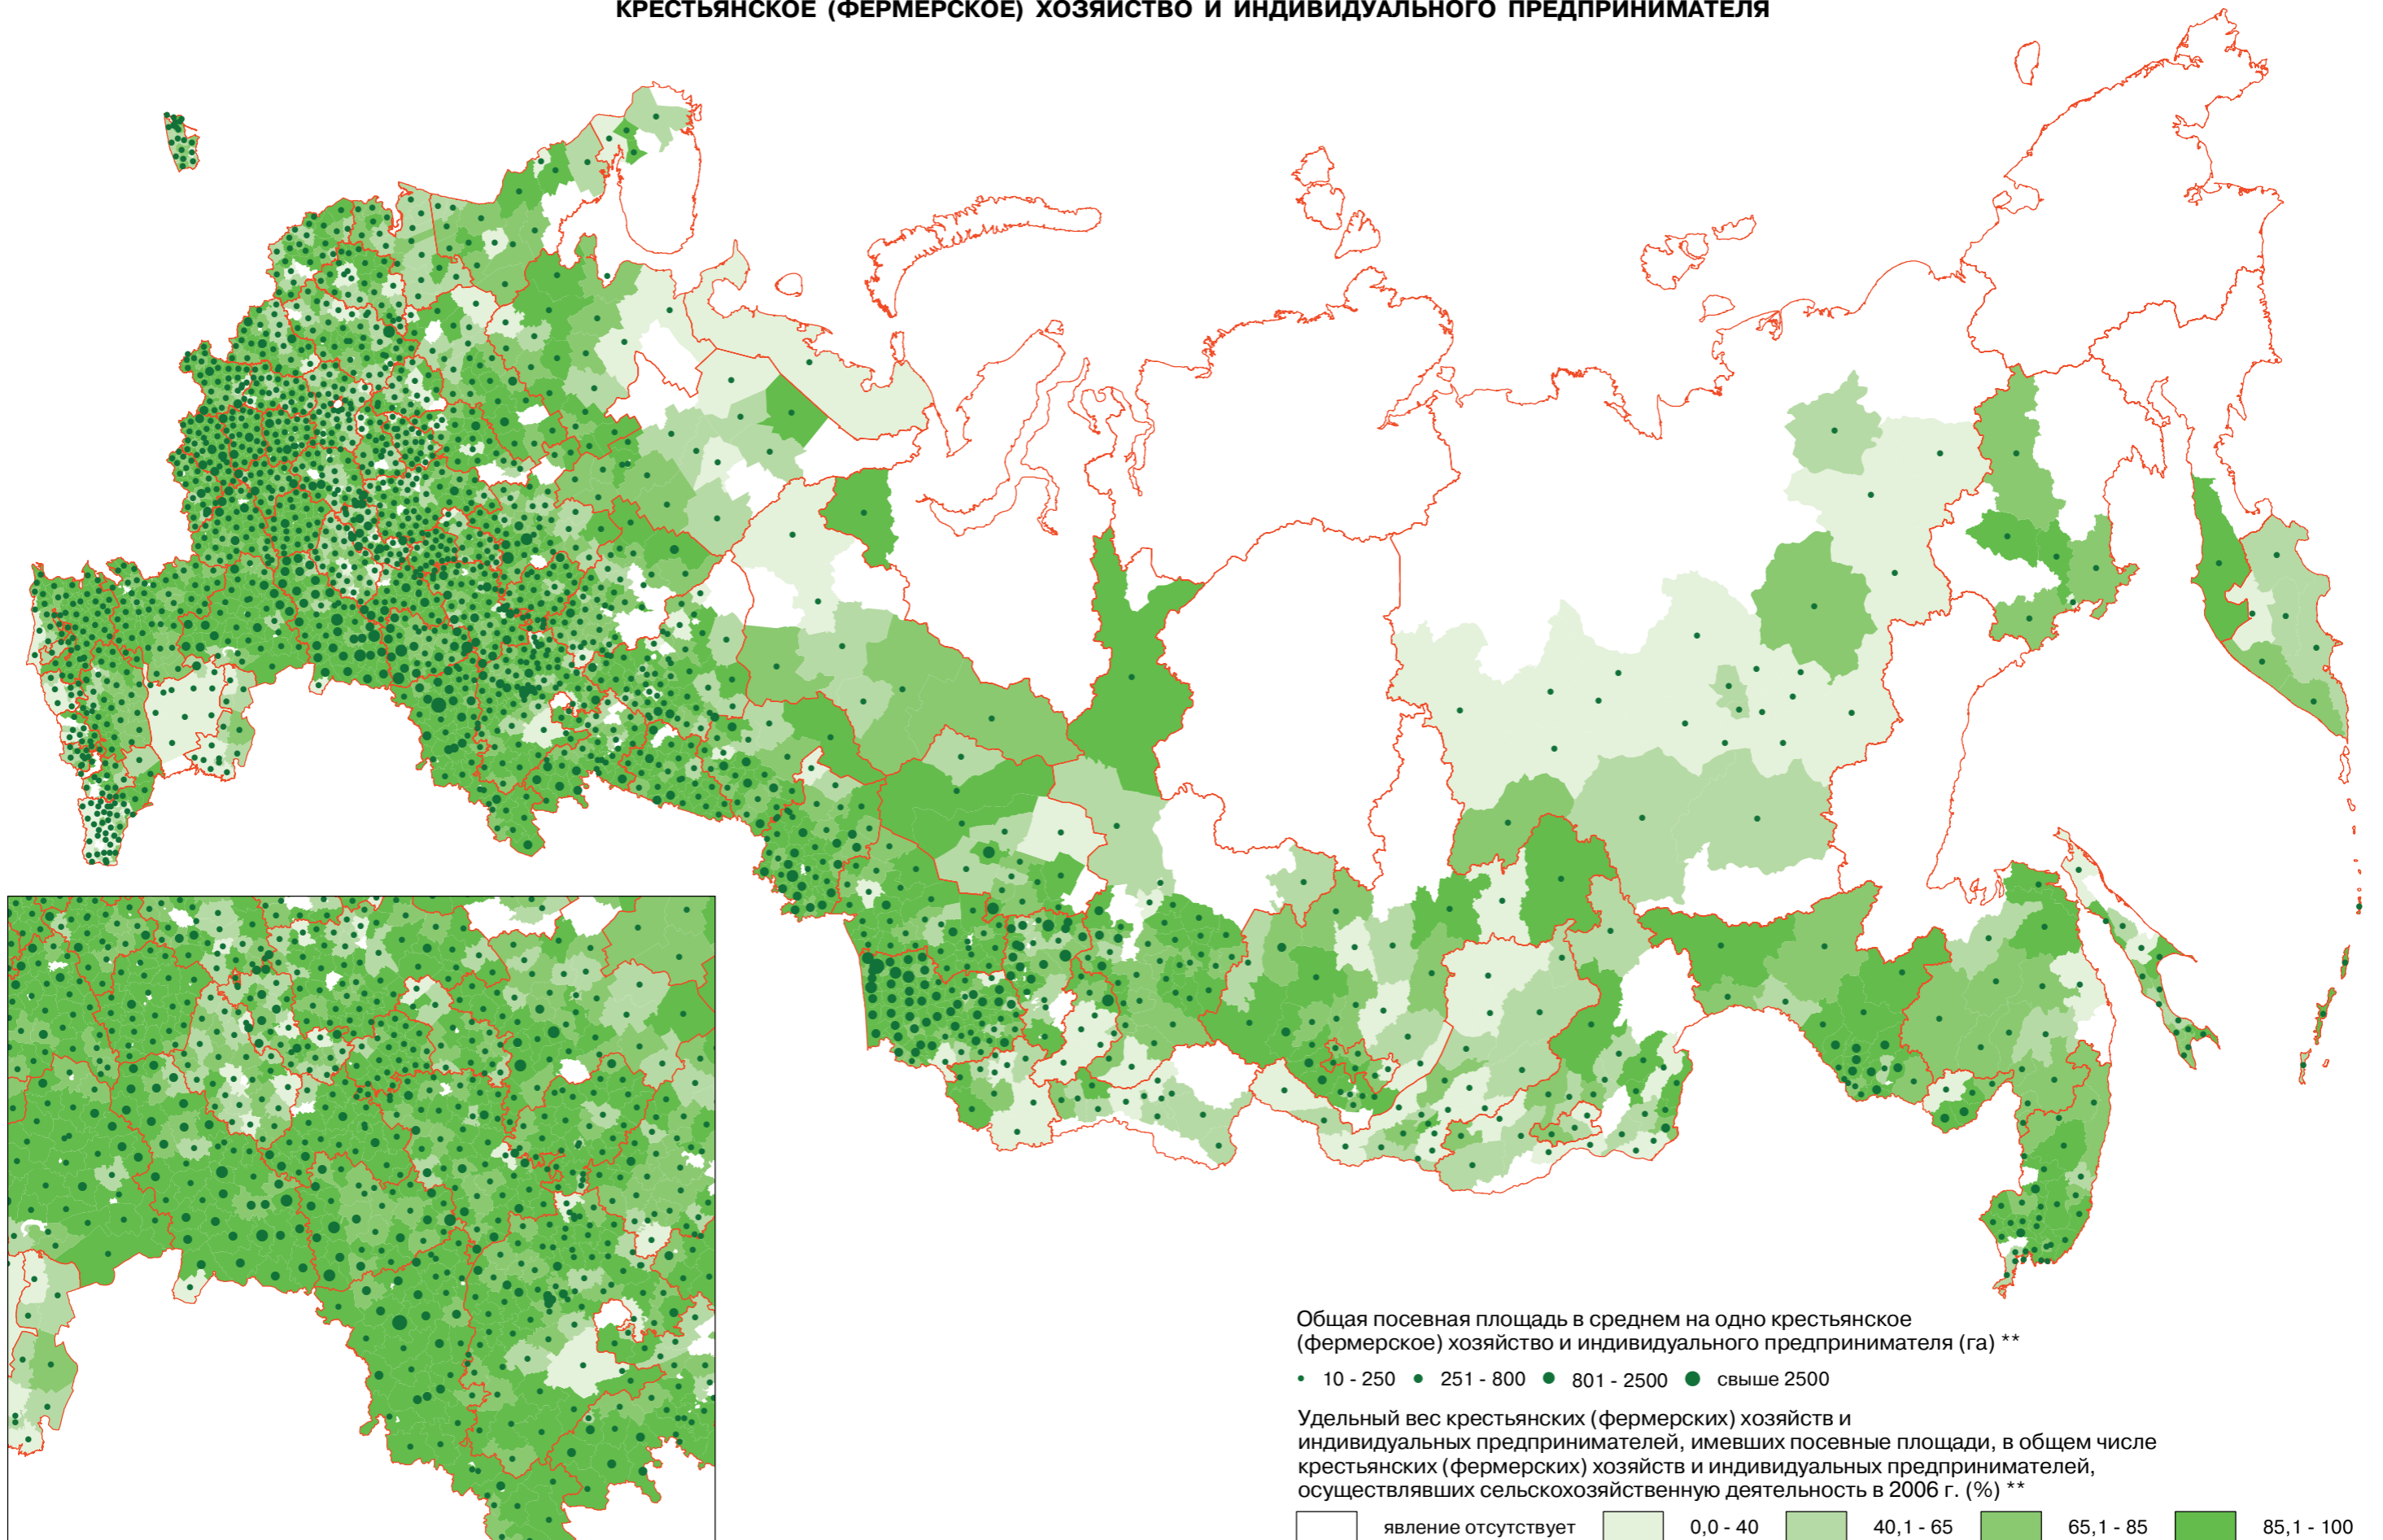 КРЕСТЬЯНСКОЕ (ФЕРМЕРСКОЕ) ХОЗЯЙСТВО И ИНДИВИДУАЛЬНОГО ПРЕДПРИНИМАТЕЛЯ
Общая посевная площадь в среднем на одно крестьянское
(фермерское) хозяйство и индивидуального предпринимателя (га) **
10 - 250 251 - 800 801 - 2500 свыше 2500
Удельный вес крестьянских (фермерских) хозяйств и
индивидуальных предпринимателей, имевших посевные площади, в общем числе
крестьянских (фермерских) хозяйств и индивидуальных предпринимателей,
осуществлявших сельскохозяйственную деятельность в 2006 г. (%) **
явление отсутствует 0,0 - 40 40,1 - 65 65,1 - 85 85,1 - 100